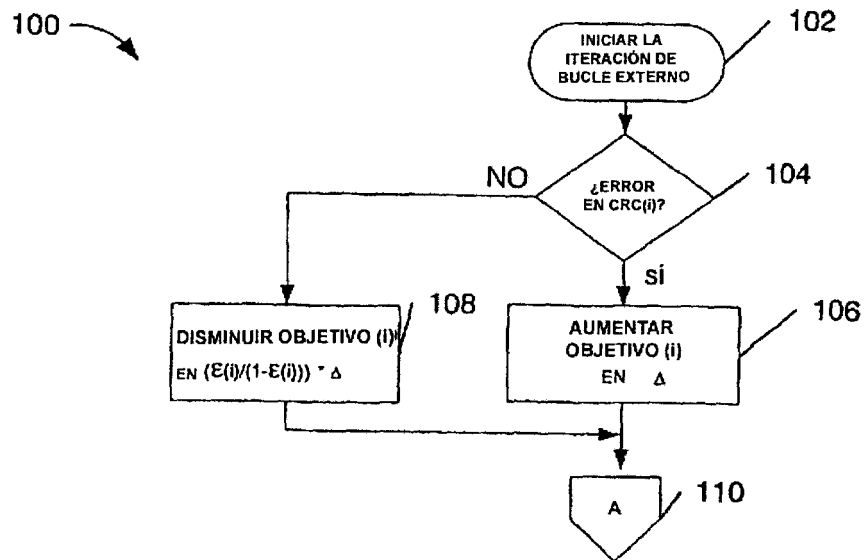 100
INICIAR LA
ITERACIÓN DE
BUCLE EXTERNO
102
¿ERROR
EN CRC(i)?
104
NO
SÍ
DISMINUIR OBJETIVO (i)
EN (ε(i)/(1-ε(i))) * Δ
108
AUMENTAR
OBJETIVO (i)
EN Δ
106
A
110